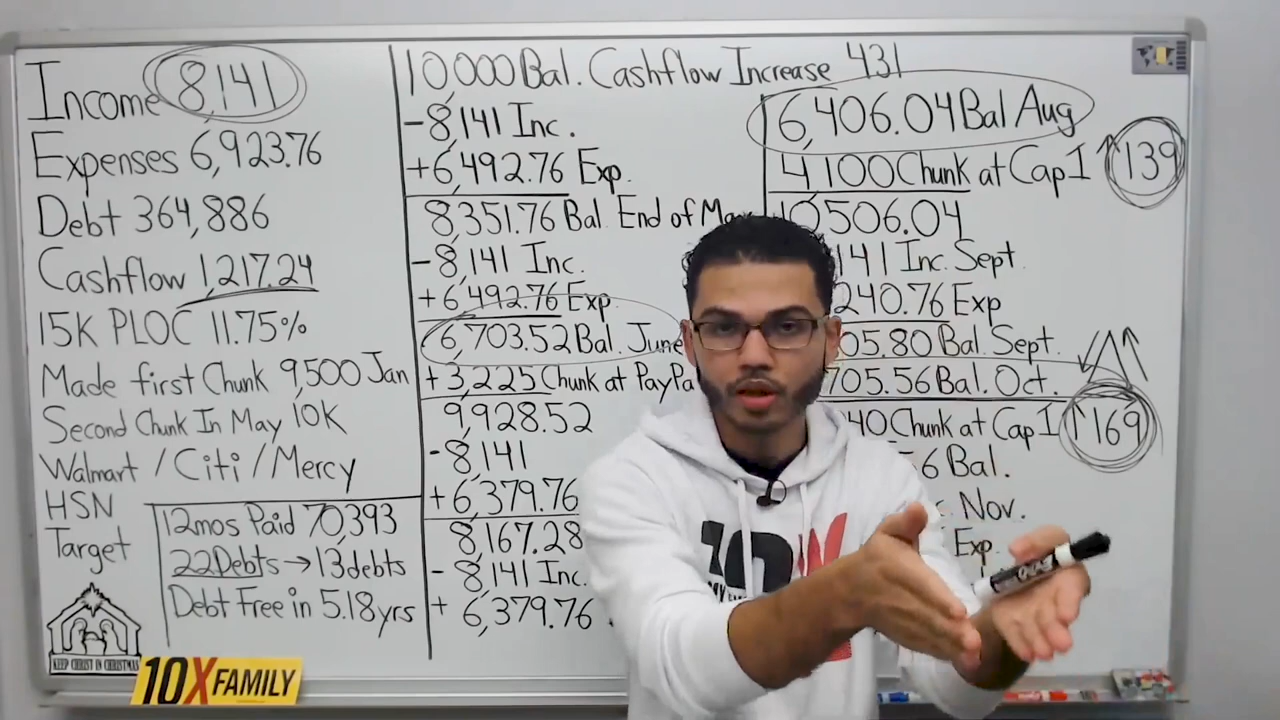 Income 8,141
Expenses 6,923.76
Debt 364,886
Cashflow 1,217.24
15K PLOC 11.75%
Made first Chunk 9,500 Jan
Second Chunk In May 10K
Walmart / Citi / Mercy
HSN
Target
12mos Paid 70,393
22Debts → 13debts
Debt Free in 5.18yrs
KEEP CHRIST IN CHRISTMAS
10X FAMILY
10,000 Bal. Cashflow Increase 431
-8,141 Inc.
+6,492.76 Exp.
8,351.76 Bal. End of
-8,141 Inc.
+6,492.76 Exp
6,703.52 Bal. June
+3,225 Chunk at PayPa
9,928.52
-8,141
+6,379.76
8,167.28
-8,141 Inc.
+ 6,379.76
6,406.04 Bal Aug
4100 Chunk at Cap 1 ↑139
10,506.04
141 Inc. Sept.
240.76 Exp
05.80 Bal. Sept.
705.56 Bal. Oct.
40 Chunk at Cap 1 ↑169
6 Bal.
Nov.
Exp.